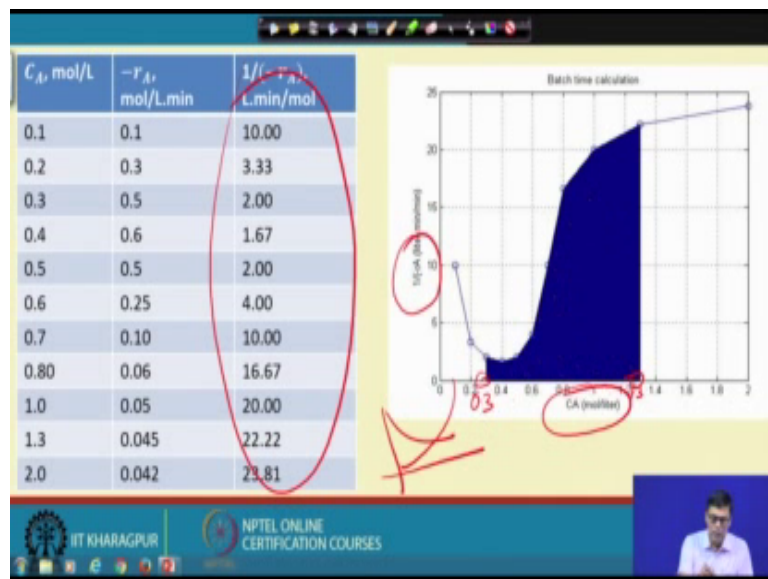 C_A, mol/L -r_A, mol/L.min 1/(-r_A), L.min/mol
0.1 0.1 10.00
0.2 0.3 3.33
0.3 0.5 2.00
0.4 0.6 1.67
0.5 0.5 2.00
0.6 0.25 4.00
0.7 0.10 10.00
0.80 0.06 16.67
1.0 0.05 20.00
1.3 0.045 22.22
2.0 0.042 23.81
Batch time calculation
25
20
15
10
5
0
0 0.2 0.4 0.6 0.8 1 1.2 1.4 1.6 1.8 2
CA (mol/liter)
0.3
IIT KHARAGPUR
NPTEL ONLINE
CERTIFICATION COURSES